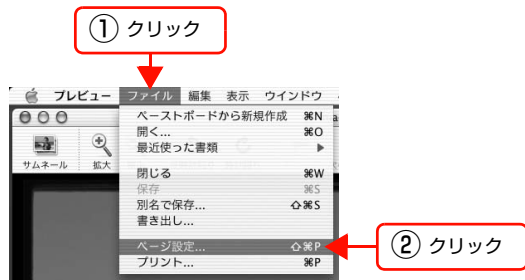 ① クリック
プレビュー ファイル 編集 表示 ウインドウ
ペーストボードから新規作成 ⌘N
開く... ⌘O
最近使った書類 ▶
サムネール 拡大
閉じる ⌘W
保存 ⌘S
別名で保存... ⇧⌘S
書き出し...
ページ設定... ⇧⌘P
② クリック
プリント... ⌘P